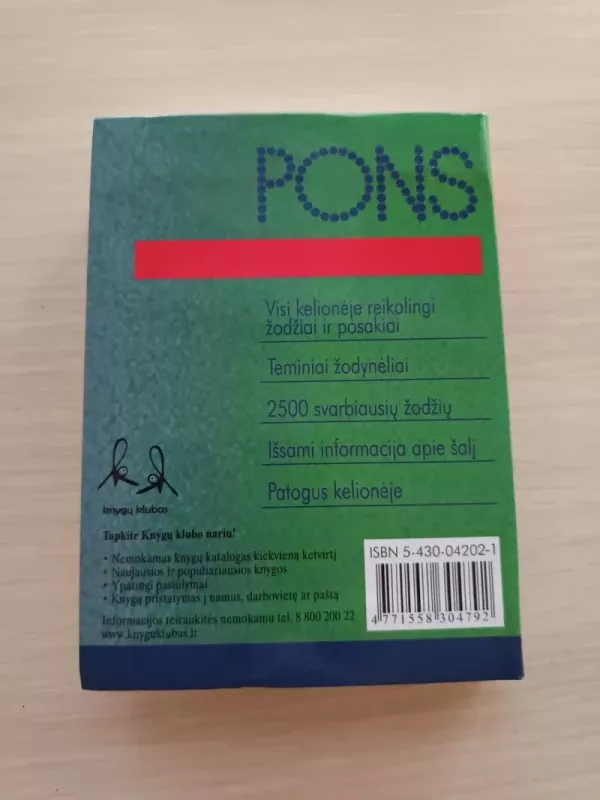 PONS
Visi kelionėje reikalingi
žodžiai ir posakiai
Teminiai žodynėliai
2500 svarbiausių žodžių
Išsami informacija apie šalį
Patogus kelionėje
knygų klubas
Tapkite Knygų klubo nariu!
• Nemokamas knygų katalogas kiekvieną ketvirtį
• Naujausios ir populiariausios knygos
• Ypatingi pasiūlymai
• Knygų pristatymas į namus, darbovietę ar paštą
Informacijos teiraukitės nemokamu tel. 8 800 200 22
www.knyguklubas.lt
ISBN 5-430-04202-1
4 771558 304792